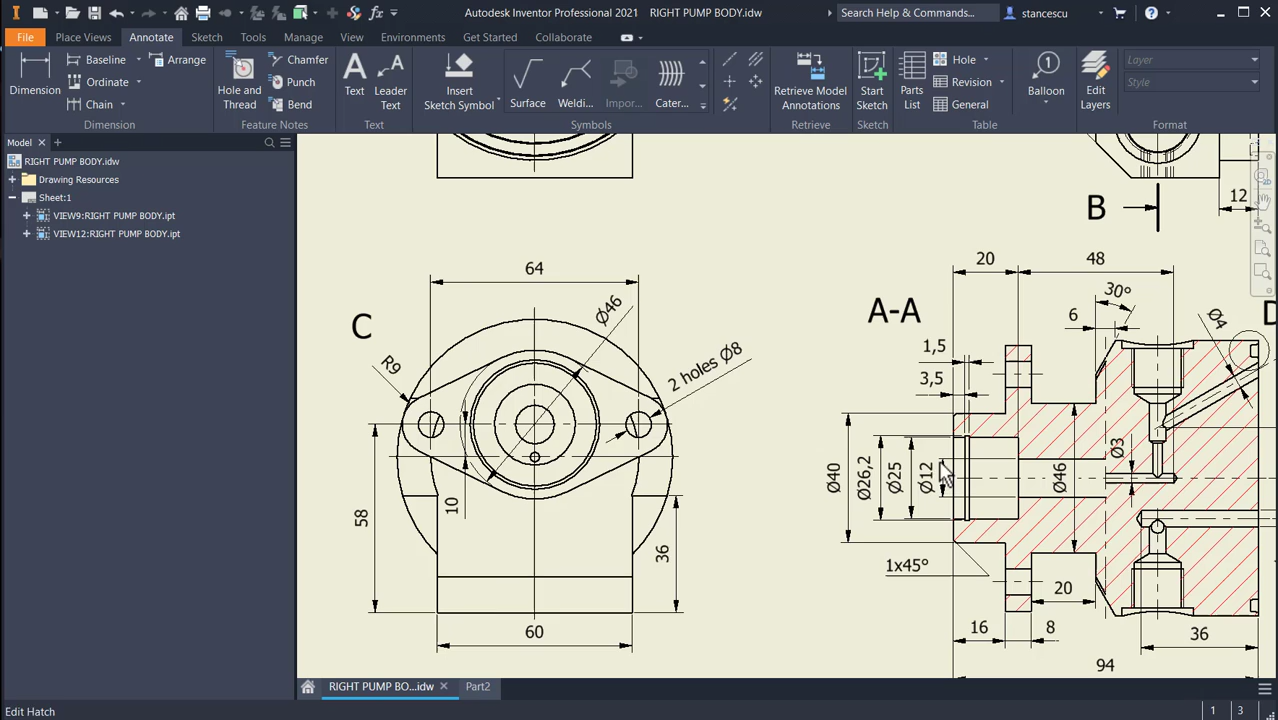 Autodesk Inventor Professional 2021 RIGHT PUMP BODY.idw
Search Help & Commands...
stancescu
File Place Views Annotate Sketch Tools Manage View Environments Get Started Collaborate
Dimension
Baseline
Ordinate
Chain
Arrange
Dimension
Hole and Thread
Chamfer
Punch
Bend
Feature Notes
Text
Leader Text
Text
Insert Sketch Symbol
Surface
Weldi...
Impor...
Cater...
Symbols
Retrieve Model Annotations
Retrieve
Start Sketch
Sketch
Parts List
Hole
Revision
General
Table
Balloon
Edit Layers
Layer
Style
Format
Model
RIGHT PUMP BODY.idw
Drawing Resources
Sheet:1
VIEW9:RIGHT PUMP BODY.ipt
VIEW12:RIGHT PUMP BODY.ipt
B
12
64
C
Ø46
R9
2 holes Ø8
10
58
36
60
A-A
20
48
30°
6
Ø4
1,5
3,5
Ø40
Ø26,2
Ø25
Ø12
Ø46
Ø3
1x45°
20
16
8
36
94
RIGHT PUMP BO...idw
Part2
Edit Hatch
1 3